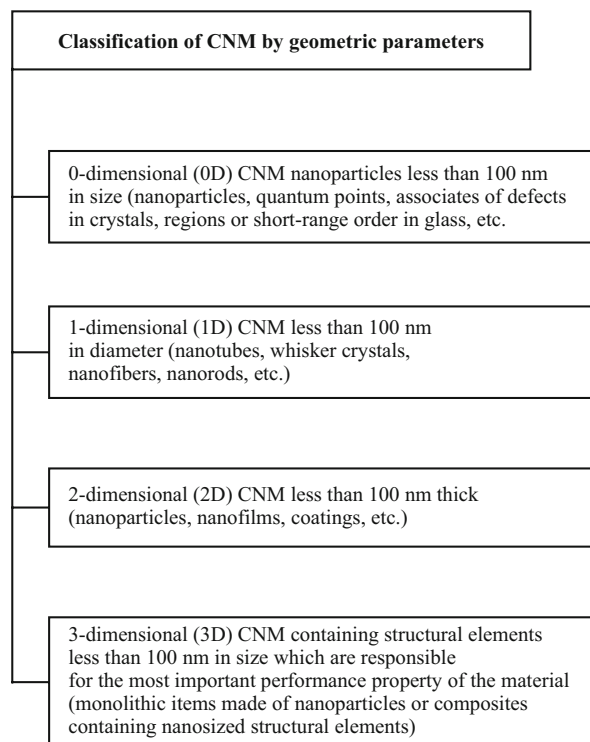 Classification of CNM by geometric parameters
0-dimensional (0D) CNM nanoparticles less than 100 nm
in size (nanoparticles, quantum points, associates of defects
in crystals, regions or short-range order in glass, etc.
1-dimensional (1D) CNM less than 100 nm
in diameter (nanotubes, whisker crystals,
nanofibers, nanorods, etc.)
2-dimensional (2D) CNM less than 100 nm thick
(nanoparticles, nanofilms, coatings, etc.)
3-dimensional (3D) CNM containing structural elements
less than 100 nm in size which are responsible
for the most important performance property of the material
(monolithic items made of nanoparticles or composites
containing nanosized structural elements)